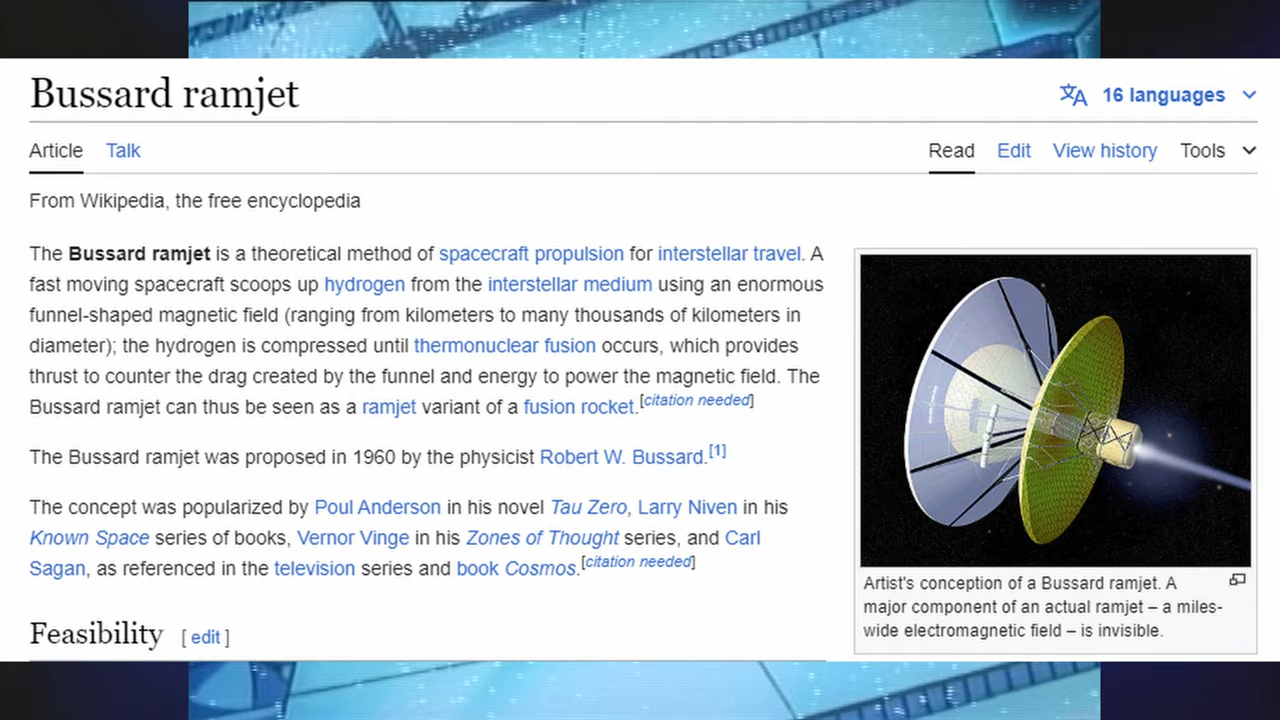 Bussard ramjet
16 languages
Article Talk
Read Edit View history Tools
From Wikipedia, the free encyclopedia
The Bussard ramjet is a theoretical method of spacecraft propulsion for interstellar travel. A
fast moving spacecraft scoops up hydrogen from the interstellar medium using an enormous
funnel-shaped magnetic field (ranging from kilometers to many thousands of kilometers in
diameter); the hydrogen is compressed until thermonuclear fusion occurs, which provides
thrust to counter the drag created by the funnel and energy to power the magnetic field. The
Bussard ramjet can thus be seen as a ramjet variant of a fusion rocket.[citation needed]
The Bussard ramjet was proposed in 1960 by the physicist Robert W. Bussard.[1]
The concept was popularized by Poul Anderson in his novel Tau Zero, Larry Niven in his
Known Space series of books, Vernor Vinge in his Zones of Thought series, and Carl
Sagan, as referenced in the television series and book Cosmos.[citation needed]
Artist's conception of a Bussard ramjet. A
major component of an actual ramjet – a miles-
wide electromagnetic field – is invisible.
Feasibility [ edit ]